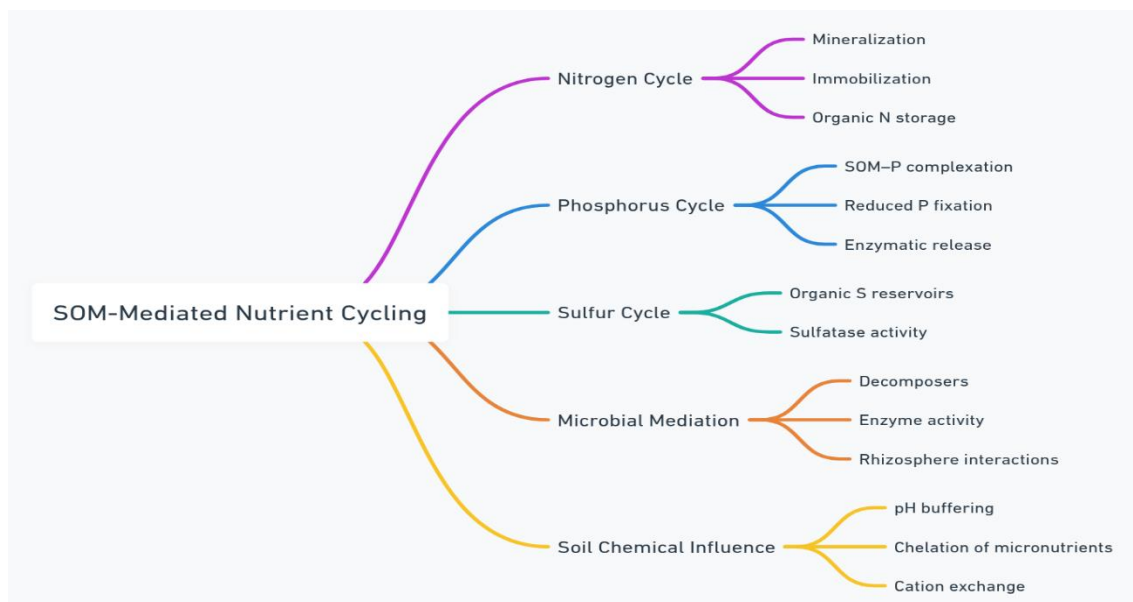 SOM-Mediated Nutrient Cycling
Nitrogen Cycle
Mineralization
Immobilization
Organic N storage
Phosphorus Cycle
SOM–P complexation
Reduced P fixation
Enzymatic release
Sulfur Cycle
Organic S reservoirs
Sulfatase activity
Microbial Mediation
Decomposers
Enzyme activity
Rhizosphere interactions
Soil Chemical Influence
pH buffering
Chelation of micronutrients
Cation exchange